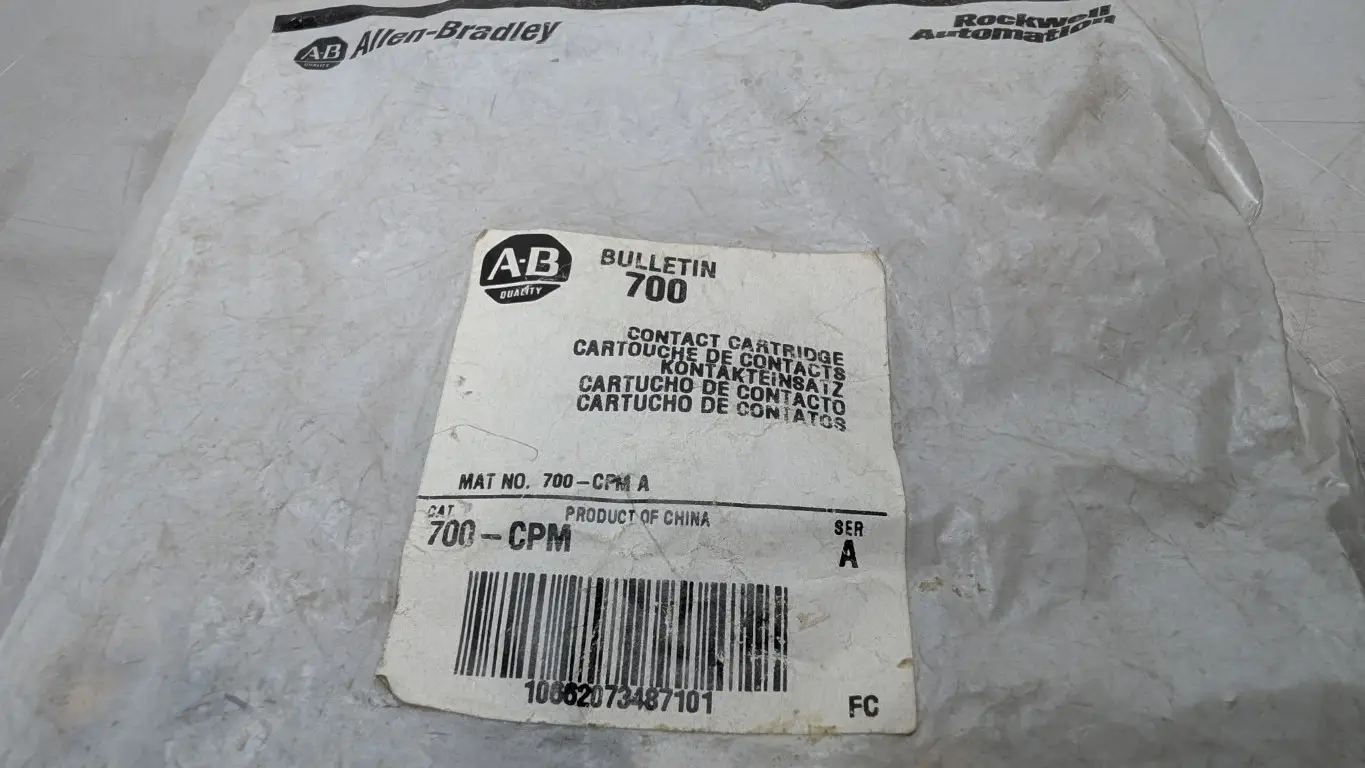 A-B
QUALITY
Allen-Bradley
Rockwell
Automation
A-B
QUALITY
BULLETIN
700
CONTACT CARTRIDGE
CARTOUCHE DE CONTACTS
KONTAKTEINSATZ
CARTUCHO DE CONTACTO
CARTUCHO DE CONTATOS
MAT NO. 700-CPM A
CAT
PRODUCT OF CHINA
SER
700-CPM
A
10662073487101
FC